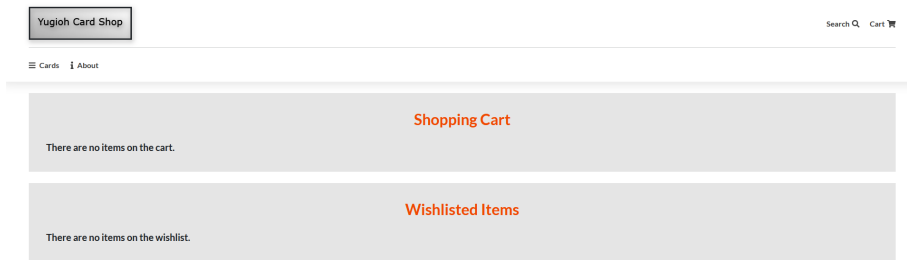 Yugioh Card Shop
Search Cart
Cards About
Shopping Cart
There are no items on the cart.
Wishlisted Items
There are no items on the wishlist.